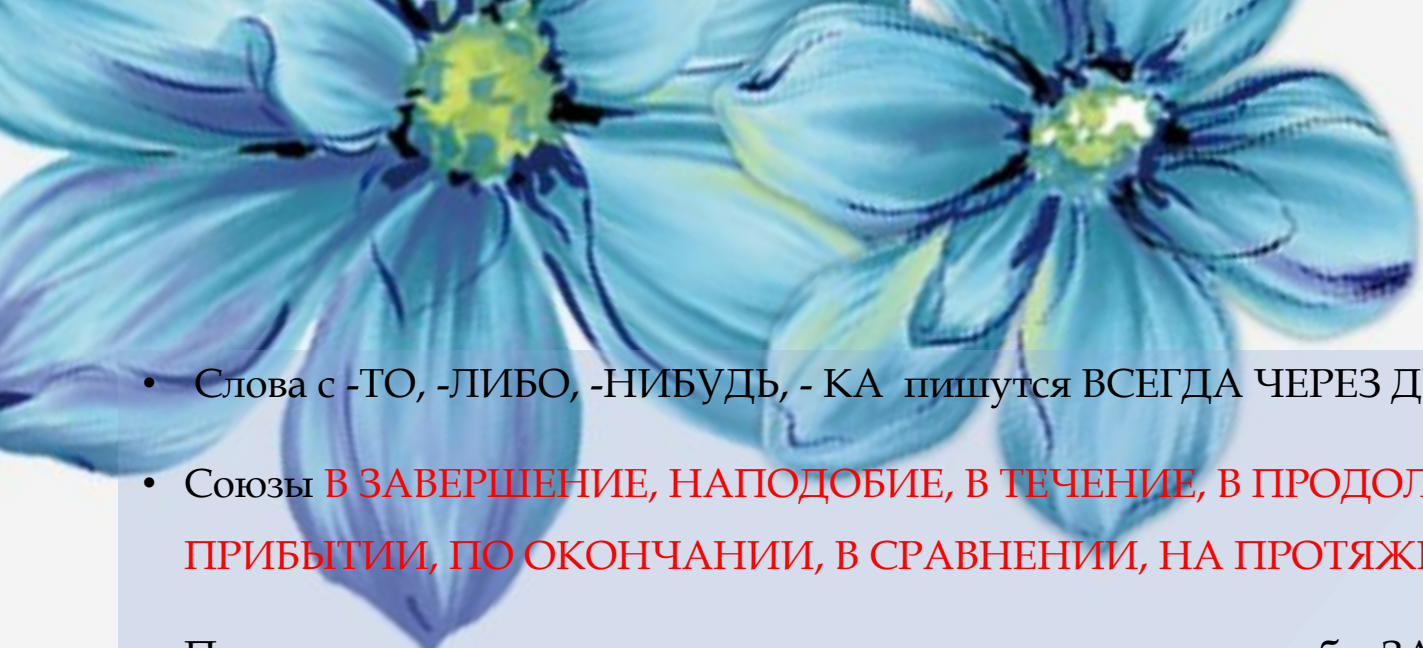 • Слова с -ТО, -ЛИБО, -НИБУДЬ, - КА пишутся ВСЕГДА ЧЕРЕЗ
• Союзы В ЗАВЕРШЕНИЕ, НАПОДОБИЕ, В ТЕЧЕНИЕ, В
ПРИБЫТИИ, ПО ОКОНЧАНИИ, В СРАВНЕНИИ, НА